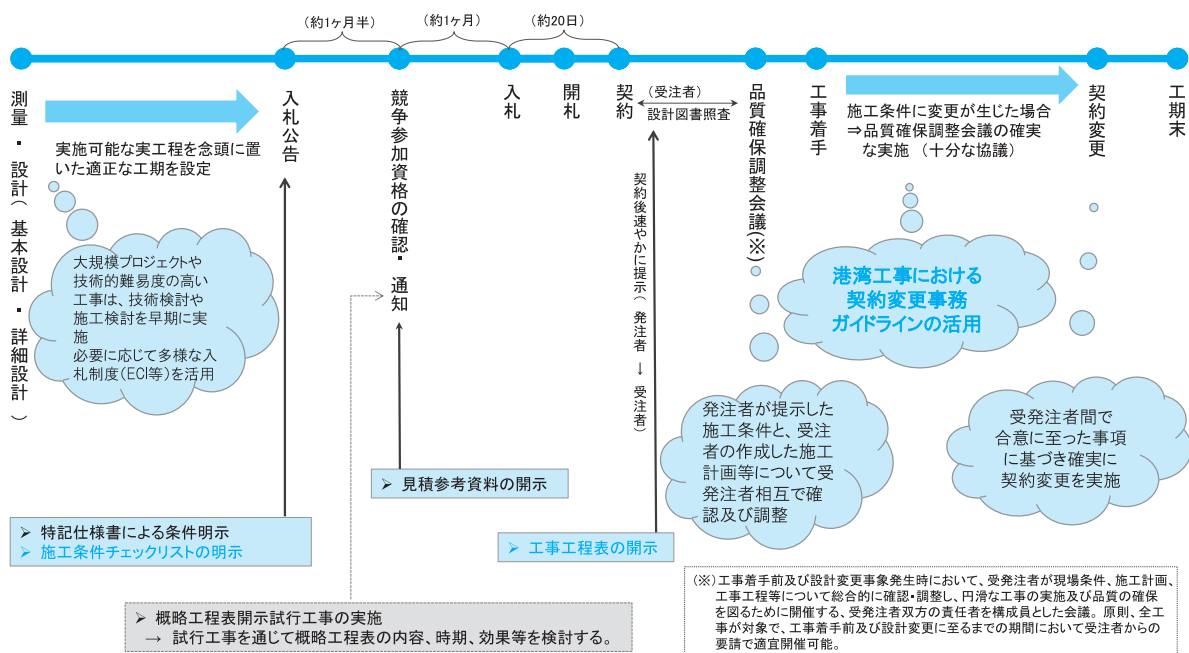 （約1ヶ月半）
（約1ヶ月）
（約20日）
測量・設計（基本設計・詳細設計）
入札公告
競争参加資格の確認・通知
入札
開札
契約
（受注者）
設計図書照査
品質確保調整会議(※)
工事着手
契約変更
工期末
実施可能な実工程を念頭に置
いた適正な工期を設定
施工条件に変更が生じた場合
⇒品質確保調整会議の確実
な実施　（十分な協議）
大規模プロジェクトや
技術的難易度の高い
工事は、技術検討や
施工検討を早期に実
施
必要に応じて多様な入
札制度（ECI等）を活用
契約後速やかに提示（発注者 → 受注者）
港湾工事における
契約変更事務
ガイドラインの活用
発注者が提示した
施工条件と、受注
者の作成した施工
計画等について受
発注者相互で確
認及び調整
受発注者間で
合意に至った事項
に基づき確実に
契約変更を実施
➢ 見積参考資料の開示
➢ 特記仕様書による条件明示
➢ 施工条件チェックリストの明示
➢ 工事工程表の開示
➢ 概略工程表開示試行工事の実施
→ 試行工事を通じて概略工程表の内容、時期、効果等を検討する。
（※）工事着手前及び設計変更事象発生時において、受発注者が現場条件、施工計画、
工事工程等について総合的に確認・調整し、円滑な工事の実施及び品質の確保
を図るために開催する、受発注者双方の責任者を構成員とした会議。原則、全工
事が対象で、工事着手前及び設計変更に至るまでの期間において受注者からの
要請で適宜開催可能。